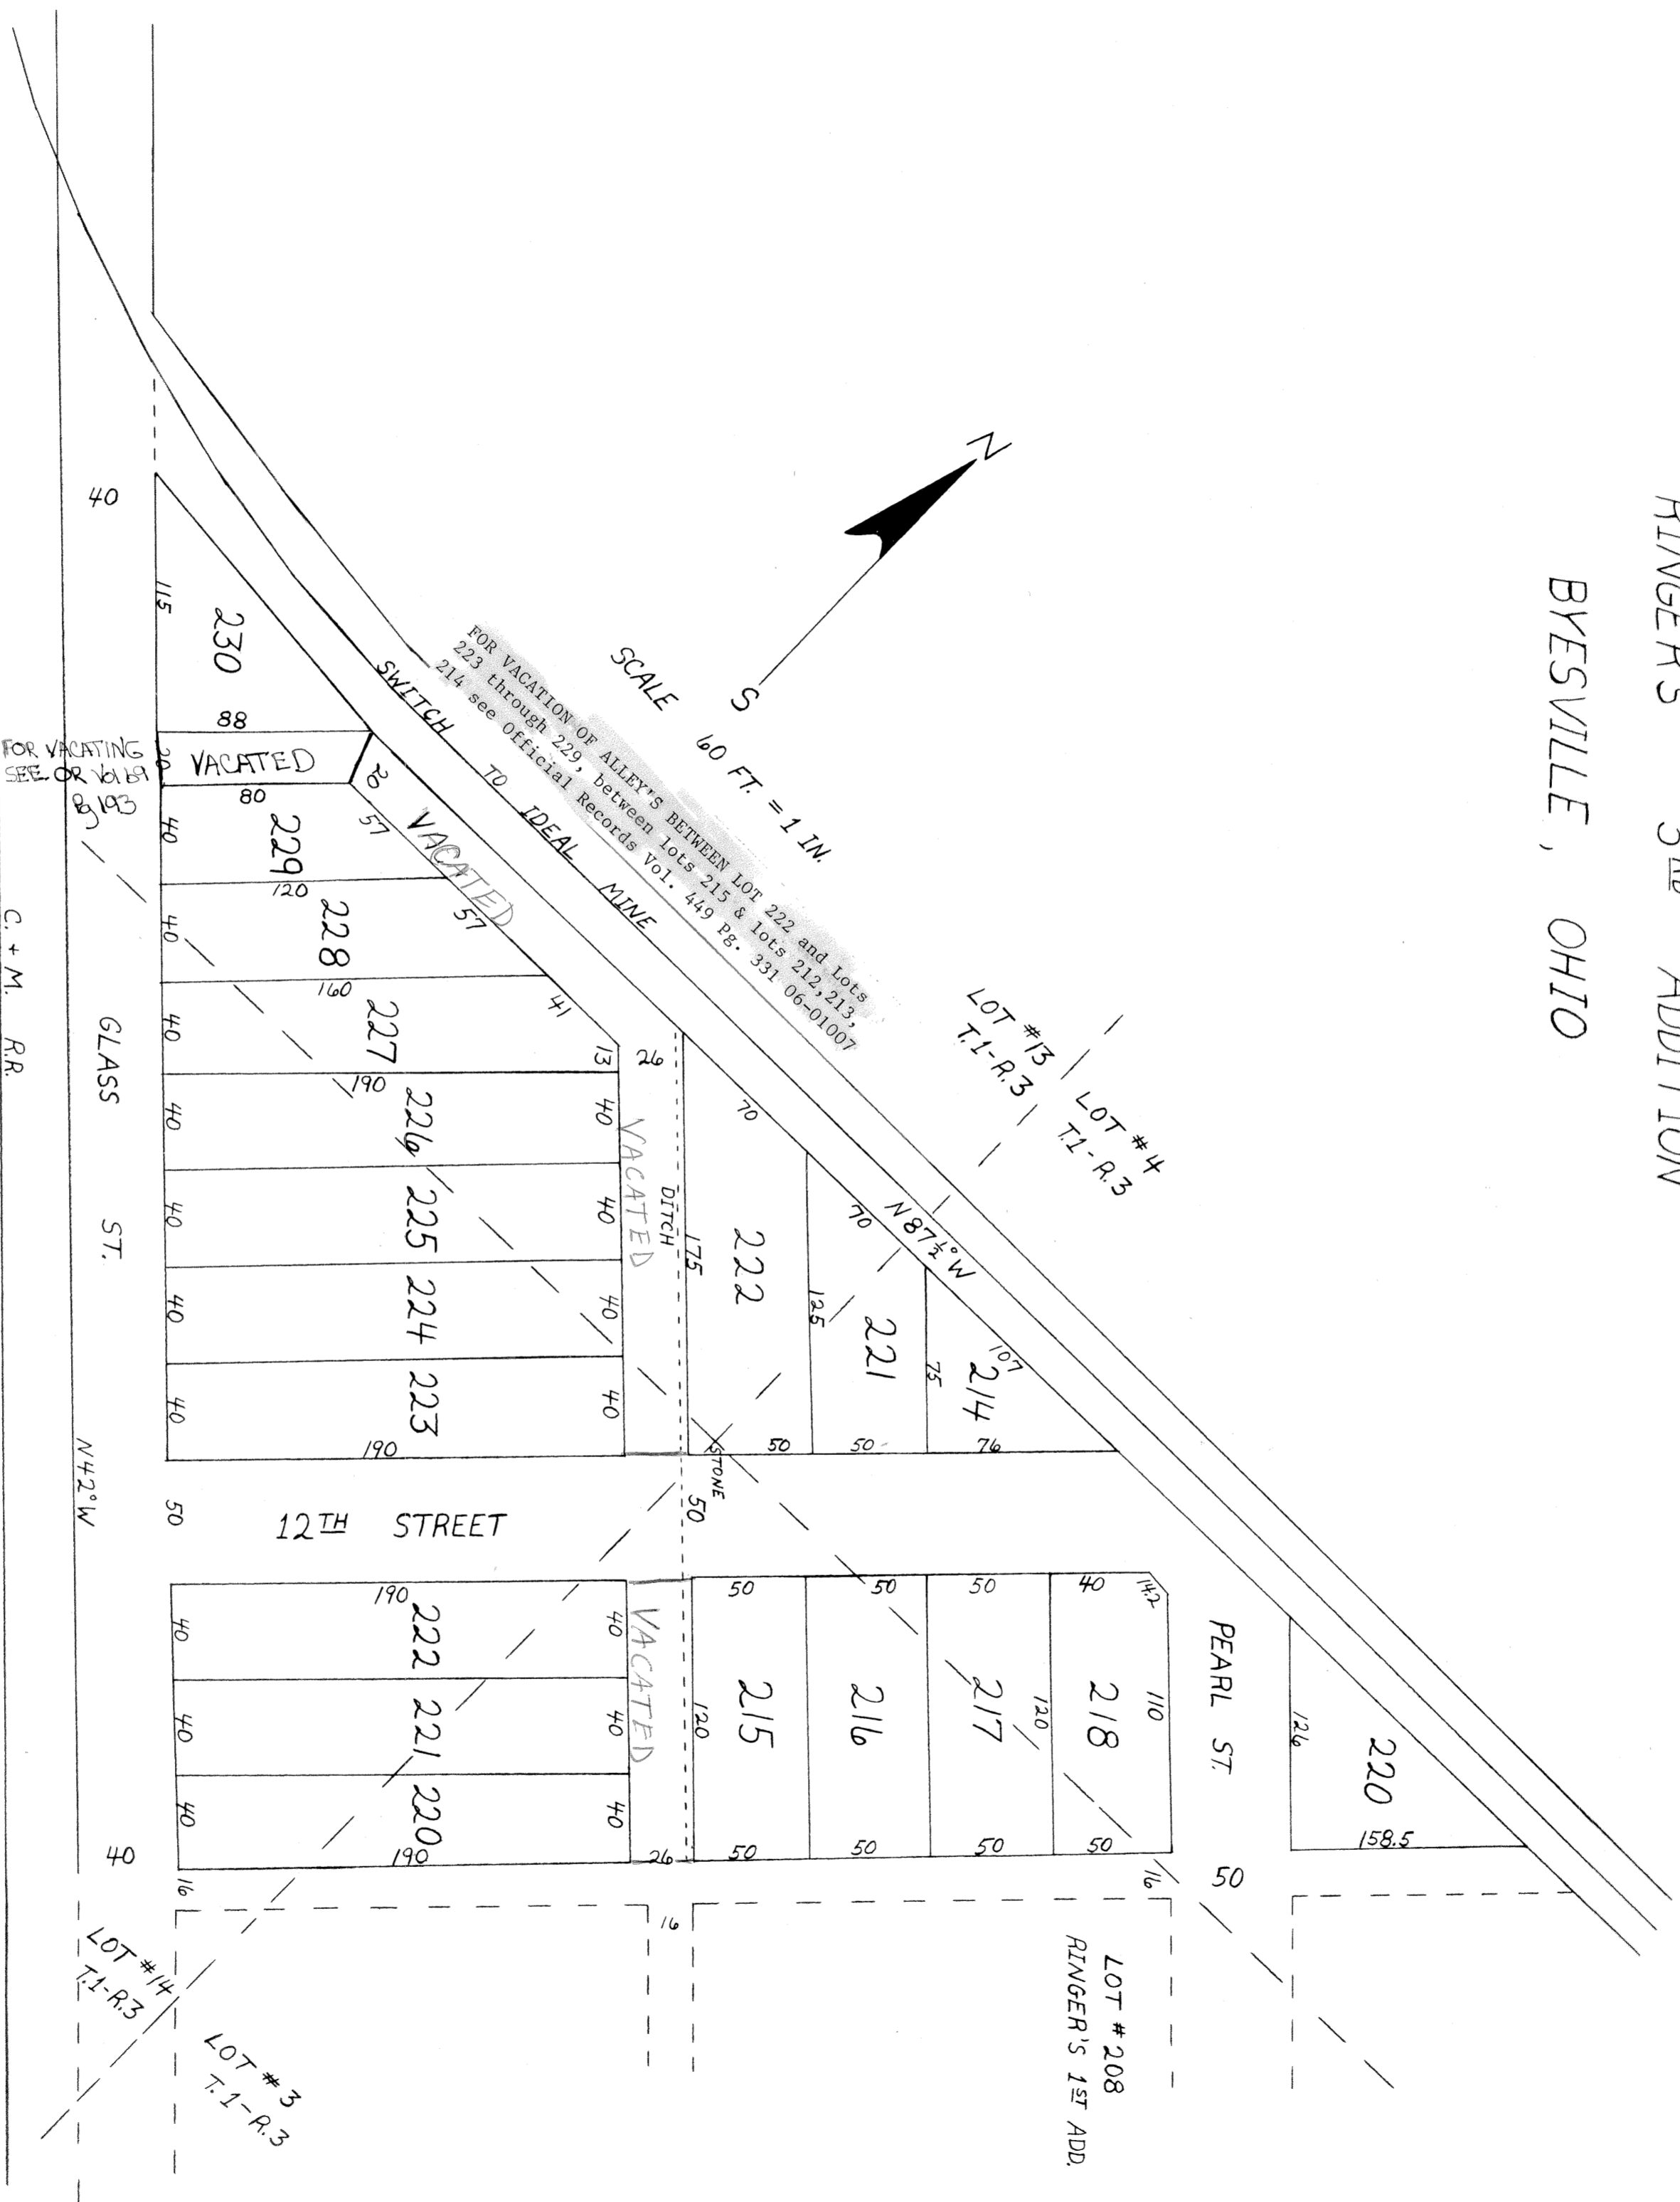 RINGER'S 3RD ADDITION
BYESVILLE, OHIO
N
S
SCALE 60 FT. = 1 IN.
FOR VACATION OF ALLEY'S BETWEEN LOT 222 and Lots
223 through 229, between lots 215 & lots 212,213,
214 see Official Records Vol. 449 Pg. 331 06-01007
SWITCH TO IDEAL MINE
N87½°W
LOT #13
T.1-R.3
LOT #4
T.1-R.3
40
115
230
88
20
VACATED
20
FOR VACATING
SEE OR Vol 69
Pg 193
80
40
229
57
VACATED
120
40
228
57
160
40
227
41
13
26
190
40
226
40
VACATED
DITCH
40
225
40
40
224
40
40
223
40
190
70
222
175
50
70
125
221
50
107
75
214
76
STONE
C. + M. R.R.
GLASS ST.
N42°W
50
12TH STREET
50
190
40
222
40
VACATED
40
221
40
40
220
40
190
26
50
50
50
40
14.2
120
215
216
217
120
218
110
50
50
50
50
PEARL ST.
126
220
158.5
40
16
16
16
50
LOT #14
T.1-R.3
LOT #3
T.1-R.3
LOT #208
RINGER'S 1ST ADD.